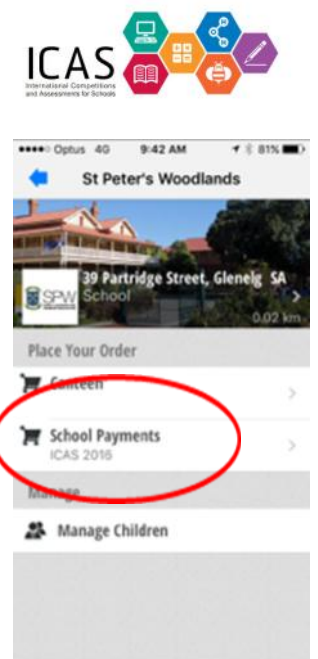 ICAS
International Competitions
and Assessments for Schools
Optus 4G 9:42 AM 81%
St Peter's Woodlands
39 Partridge Street, Glenelg SA
SPW School
0.02 km
Place Your Order
Canteen
School Payments
ICAS 2016
Manage
Manage Children